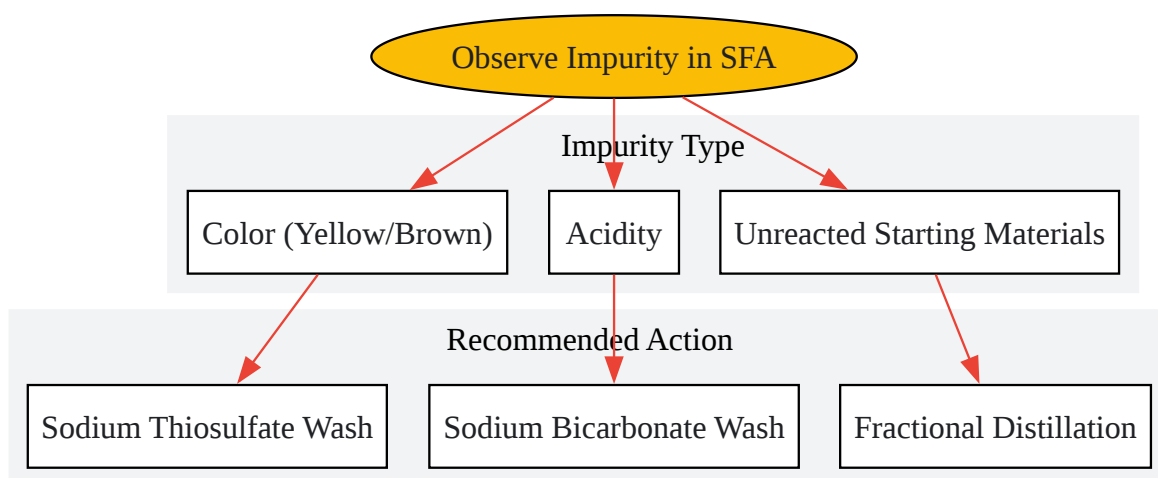 Observe Impurity in SFA
Impurity Type
Color (Yellow/Brown)
Acidity
Unreacted Starting Materials
Recommended Action
Sodium Thiosulfate Wash
Sodium Bicarbonate Wash
Fractional Distillation